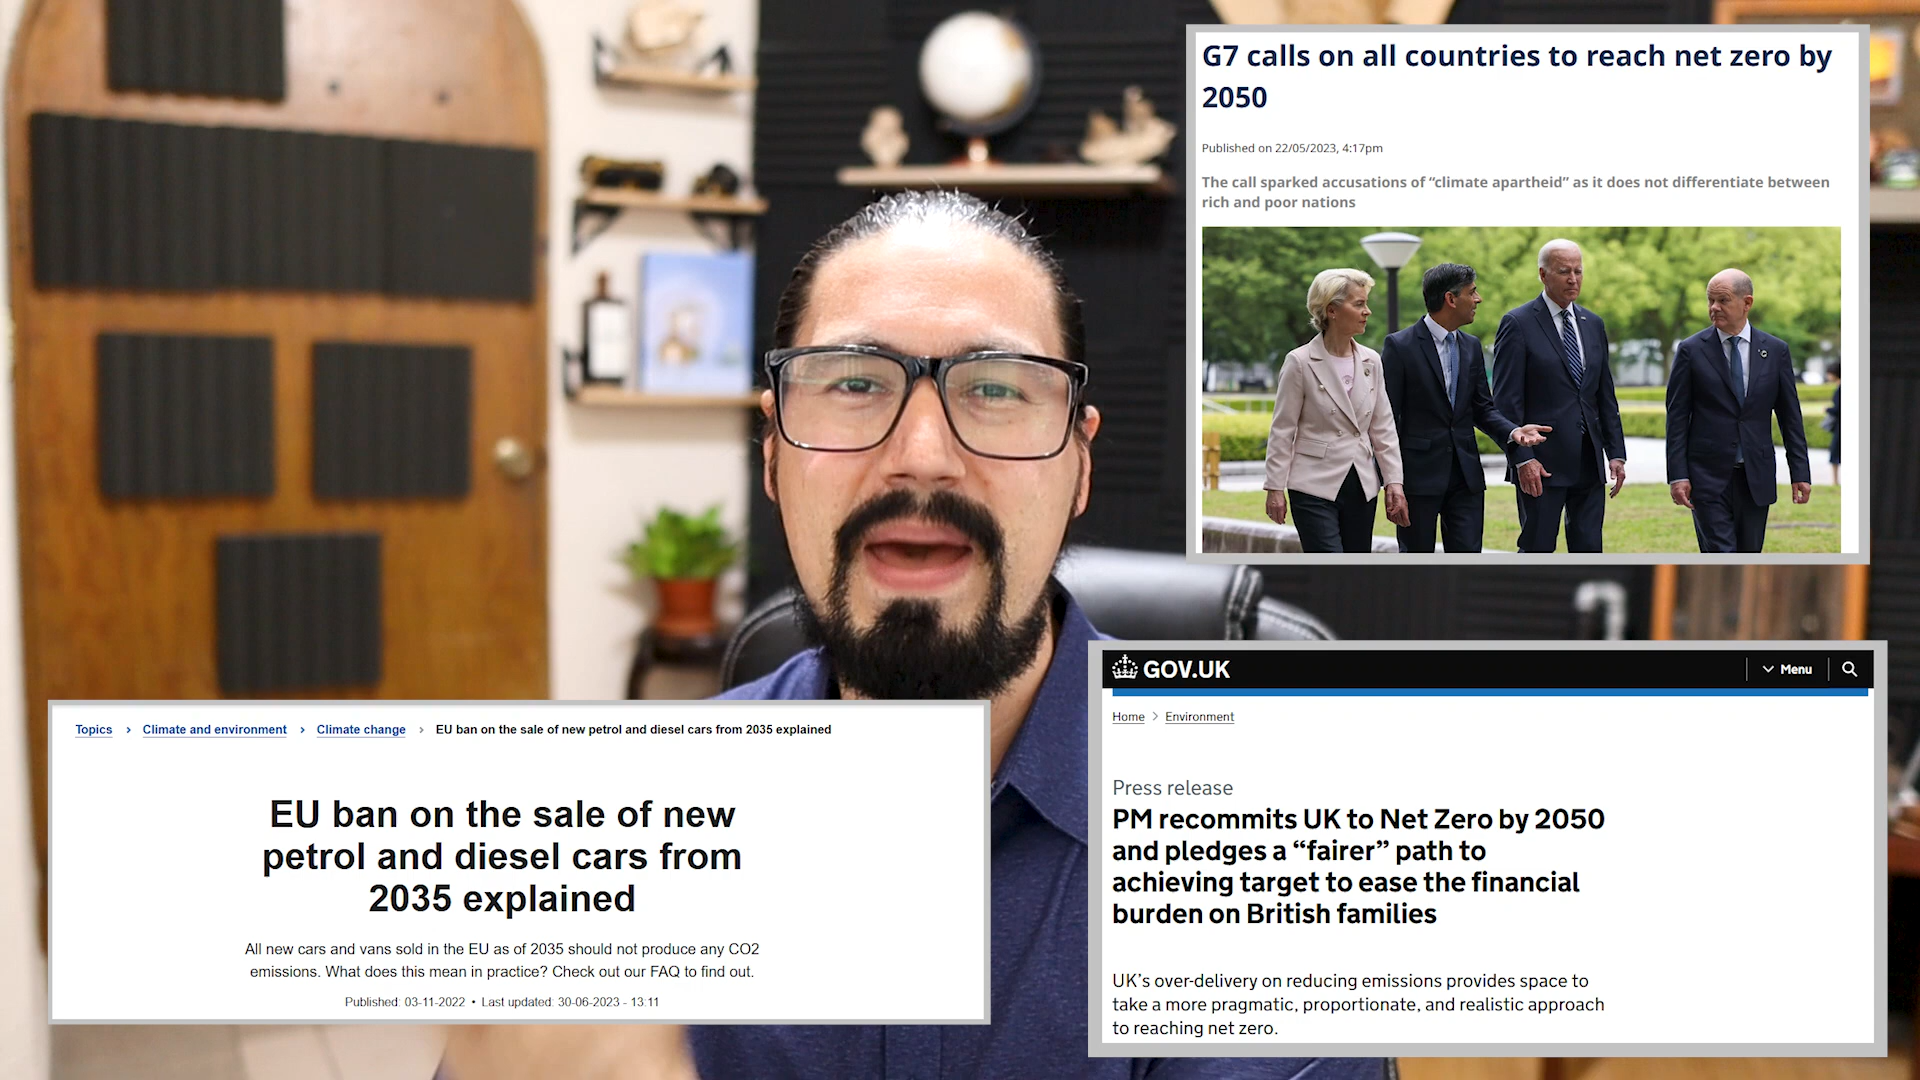 G7 calls on all countries to reach net zero by
2050
Published on 22/05/2023, 4:17pm
The call sparked accusations of “climate apartheid” as it does not differentiate between
rich and poor nations
GOV.UK
Menu
Home > Environment
Press release
PM recommits UK to Net Zero by 2050
and pledges a “fairer” path to
achieving target to ease the financial
burden on British families
UK’s over-delivery on reducing emissions provides space to
take a more pragmatic, proportionate, and realistic approach
to reaching net zero.
Topics > Climate and environment > Climate change > EU ban on the sale of new petrol and diesel cars from 2035 explained
EU ban on the sale of new
petrol and diesel cars from
2035 explained
All new cars and vans sold in the EU as of 2035 should not produce any CO2
emissions. What does this mean in practice? Check out our FAQ to find out.
Published: 03-11-2022 • Last updated: 30-06-2023 - 13:11